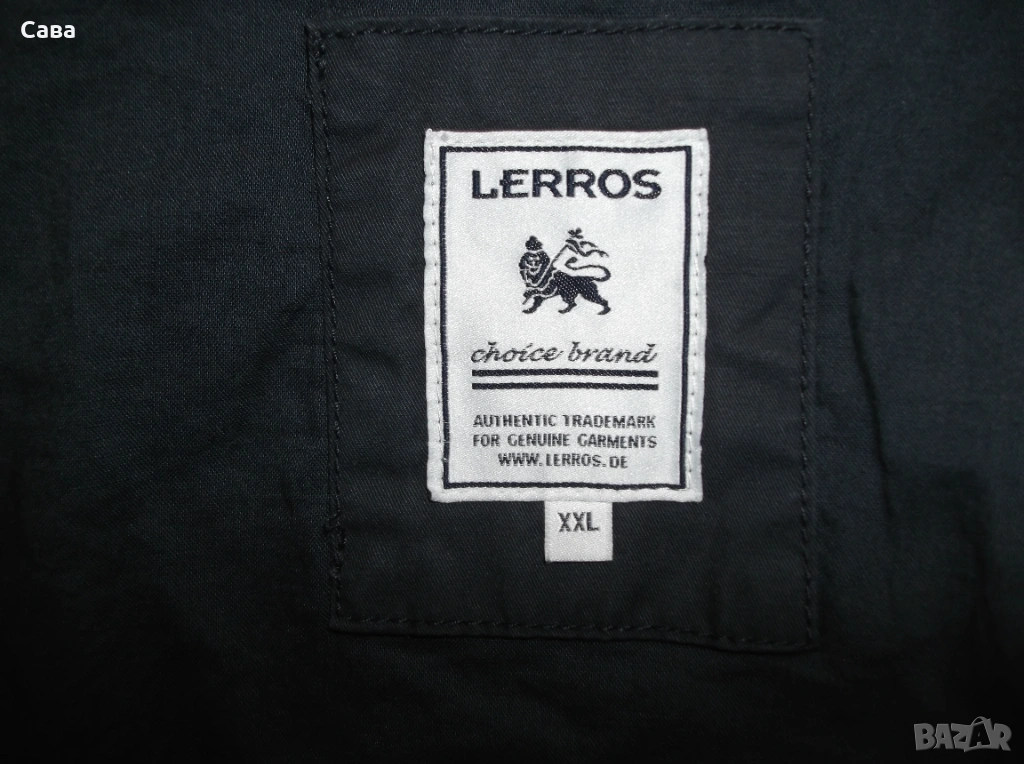 Сава
LERROS
choice brand
AUTHENTIC TRADEMARK
FOR GENUINE GARMENTS
WWW.LERROS.DE
XXL
BAZAR